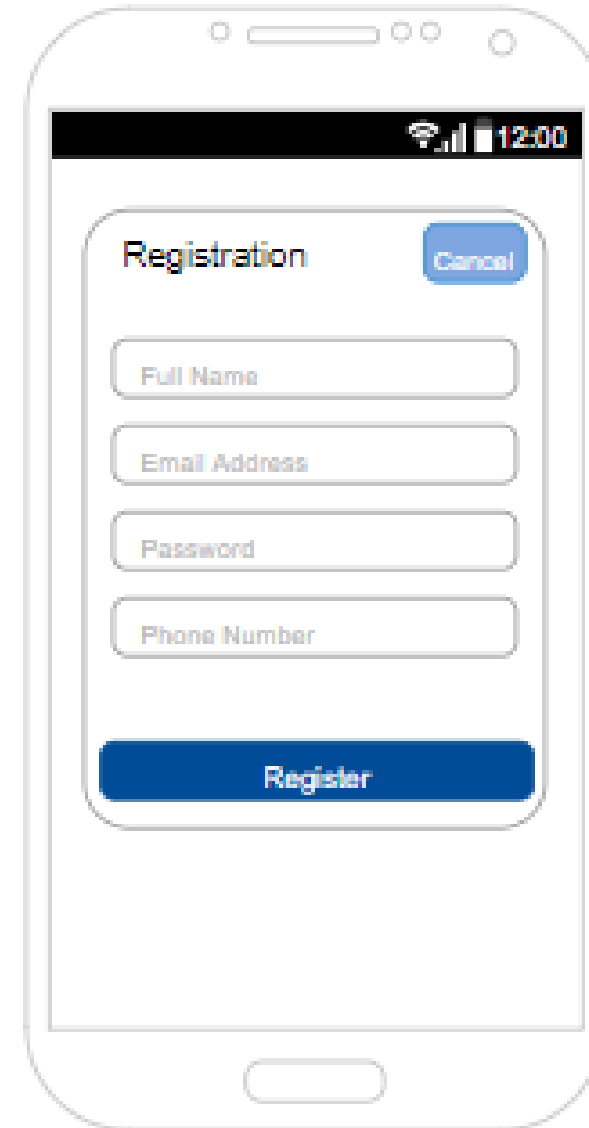 12:00
Registration
Cancel
Full Name
Email Address
Password
Phone Number
Register